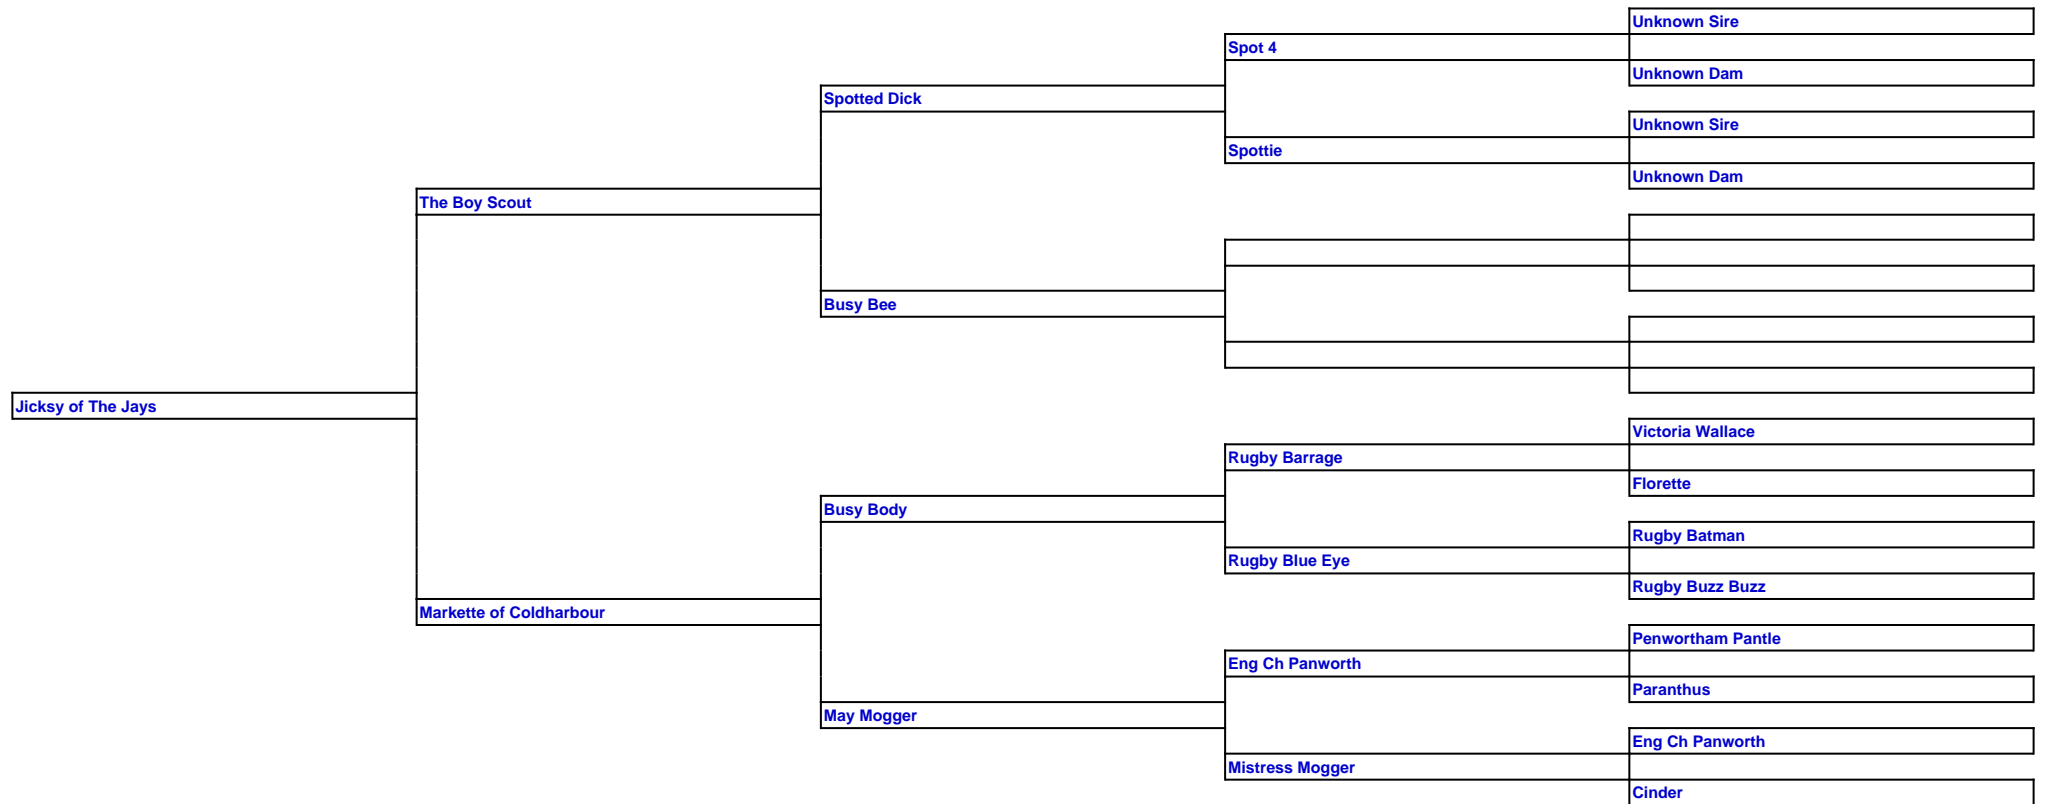 Unknown Sire
Spot 4
Unknown Dam
Spotted Dick
Unknown Sire
Spottie
Unknown Dam
The Boy Scout
Busy Bee
Jicksy of The Jays
Victoria Wallace
Rugby Barrage
Florette
Busy Body
Rugby Batman
Rugby Blue Eye
Rugby Buzz Buzz
Markette of Coldharbour
Penwortham Pantle
Eng Ch Panworth
Paranthus
May Mogger
Eng Ch Panworth
Mistress Mogger
Cinder